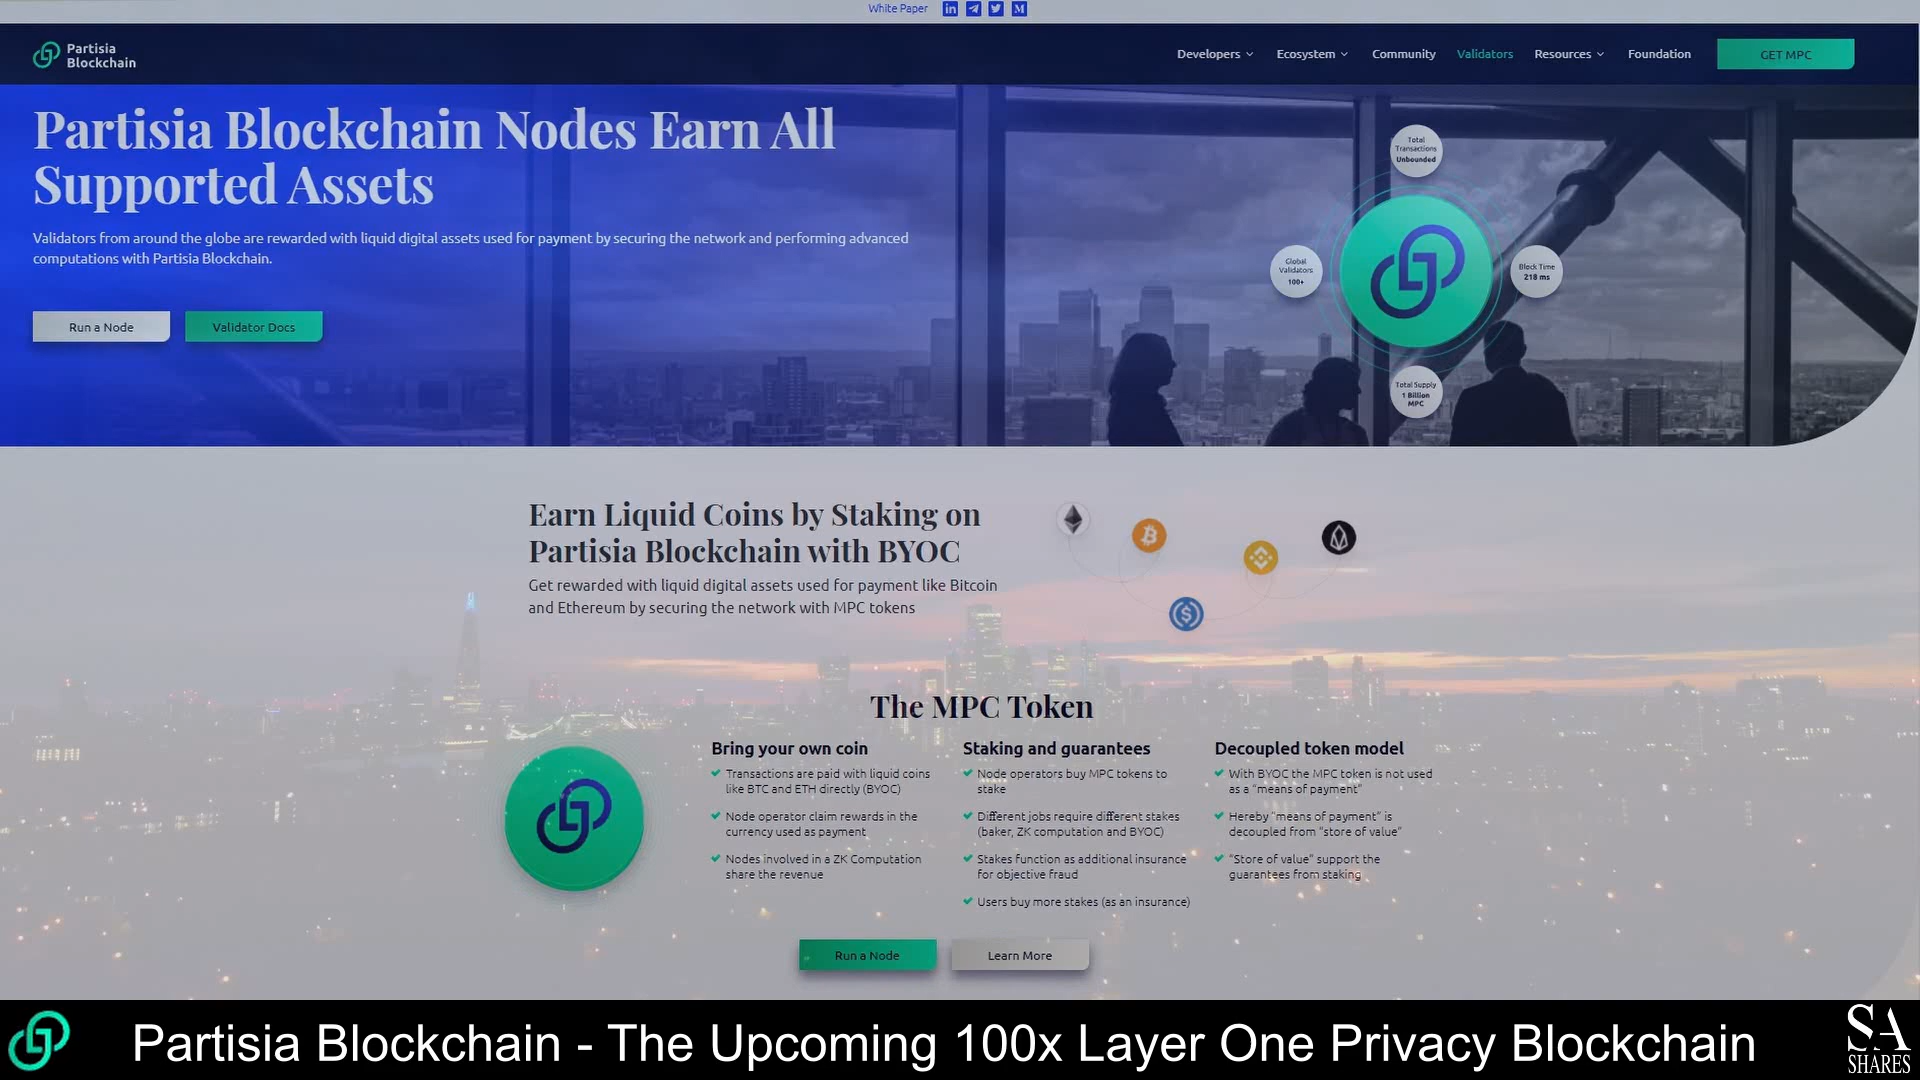 White Paper
Partisia
Blockchain
Developers
Ecosystem
Community
Validators
Resources
Foundation
GET MPC
Partisia Blockchain Nodes Earn All
Supported Assets
Validators from around the globe are rewarded with liquid digital assets used for payment by securing the network and performing advanced
computations with Partisia Blockchain.
Run a Node
Validator Docs
Total
Transactions
Unbounded
Global
Validators
100+
Block Time
218 ms
Total Supply
1 Billion
MPC
Earn Liquid Coins by Staking on
Partisia Blockchain with BYOC
Get rewarded with liquid digital assets used for payment like Bitcoin
and Ethereum by securing the network with MPC tokens
The MPC Token
Bring your own coin
Transactions are paid with liquid coins
like BTC and ETH directly (BYOC)
Node operator claim rewards in the
currency used as payment
Nodes involved in a ZK Computation
share the revenue
Staking and guarantees
Node operators buy MPC tokens to
stake
Different jobs require different stakes
(baker, ZK computation and BYOC)
Stakes function as additional insurance
for objective fraud
Users buy more stakes (as an insurance)
Decoupled token model
With BYOC the MPC token is not used
as a “means of payment”
Hereby “means of payment” is
decoupled from “store of value”
“Store of value” support the
guarantees from staking
Run a Node
Learn More
Partisia Blockchain - The Upcoming 100x Layer One Privacy Blockchain
SA
SHARES